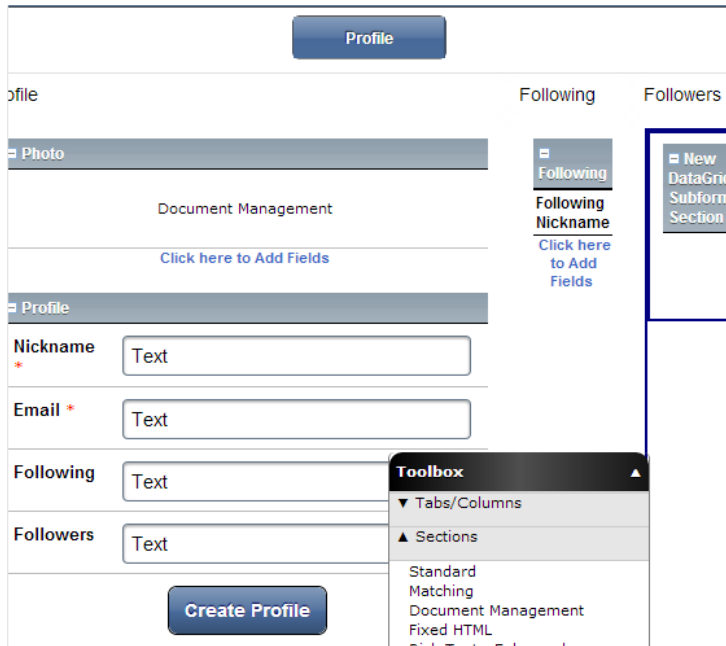 Profile
ofile
Following
Followers
Photo
Document Management
Click here to Add Fields
Following
Following
Nickname
Click here
to Add
Fields
New
DataGrid
Subform
Section
Profile
Nickname
*
Text
Email *
Text
Following
Text
Followers
Text
Create Profile
Toolbox
Tabs/Columns
Sections
Standard
Matching
Document Management
Fixed HTML